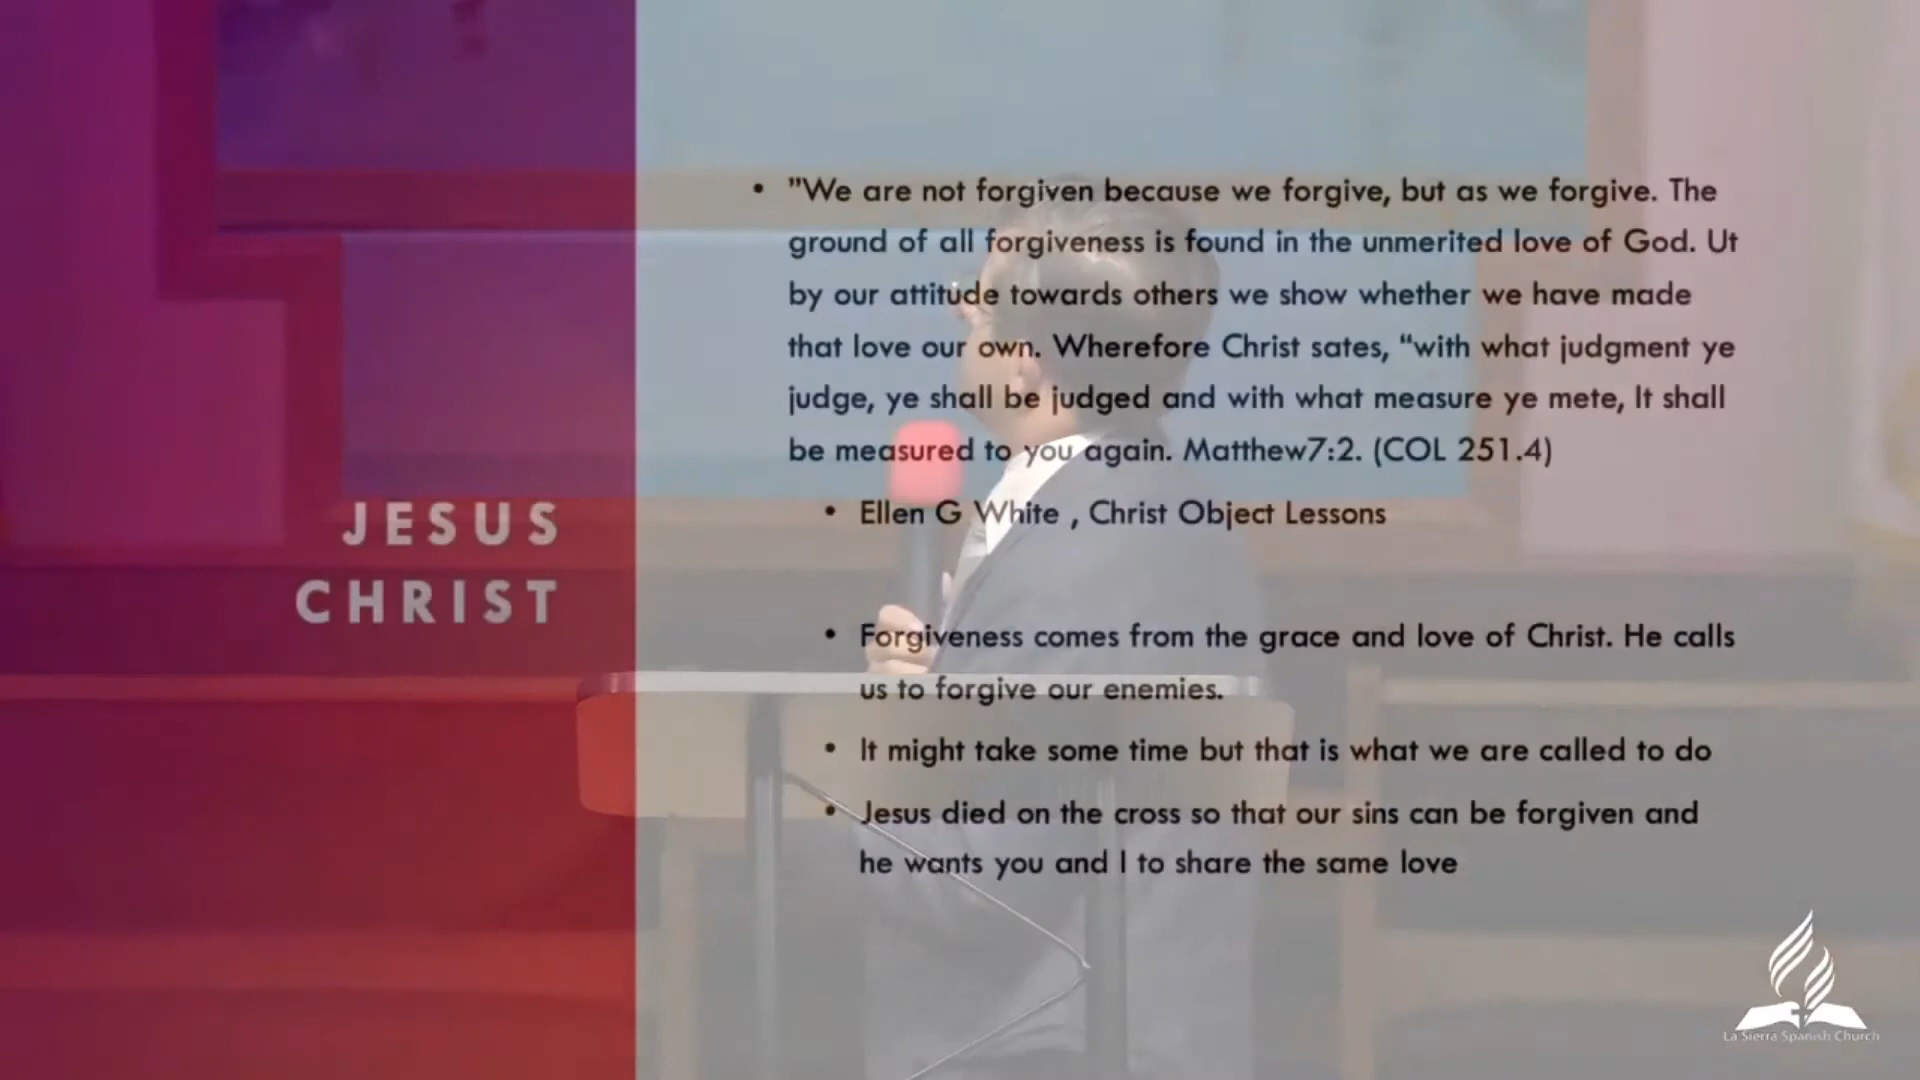 JESUS
CHRIST
• ”We are not forgiven because we forgive, but as we forgive. The
ground of all forgiveness is found in the unmerited love of God. Ut
by our attitude towards others we show whether we have made
that love our own. Wherefore Christ sates, “with what judgment ye
judge, ye shall be judged and with what measure ye mete, It shall
be measured to you again. Matthew7:2. (COL 251.4)
• Ellen G White , Christ Object Lessons
• Forgiveness comes from the grace and love of Christ. He calls
us to forgive our enemies.
• It might take some time but that is what we are called to do
• Jesus died on the cross so that our sins can be forgiven and
he wants you and I to share the same love
La Sierra Spanish Church